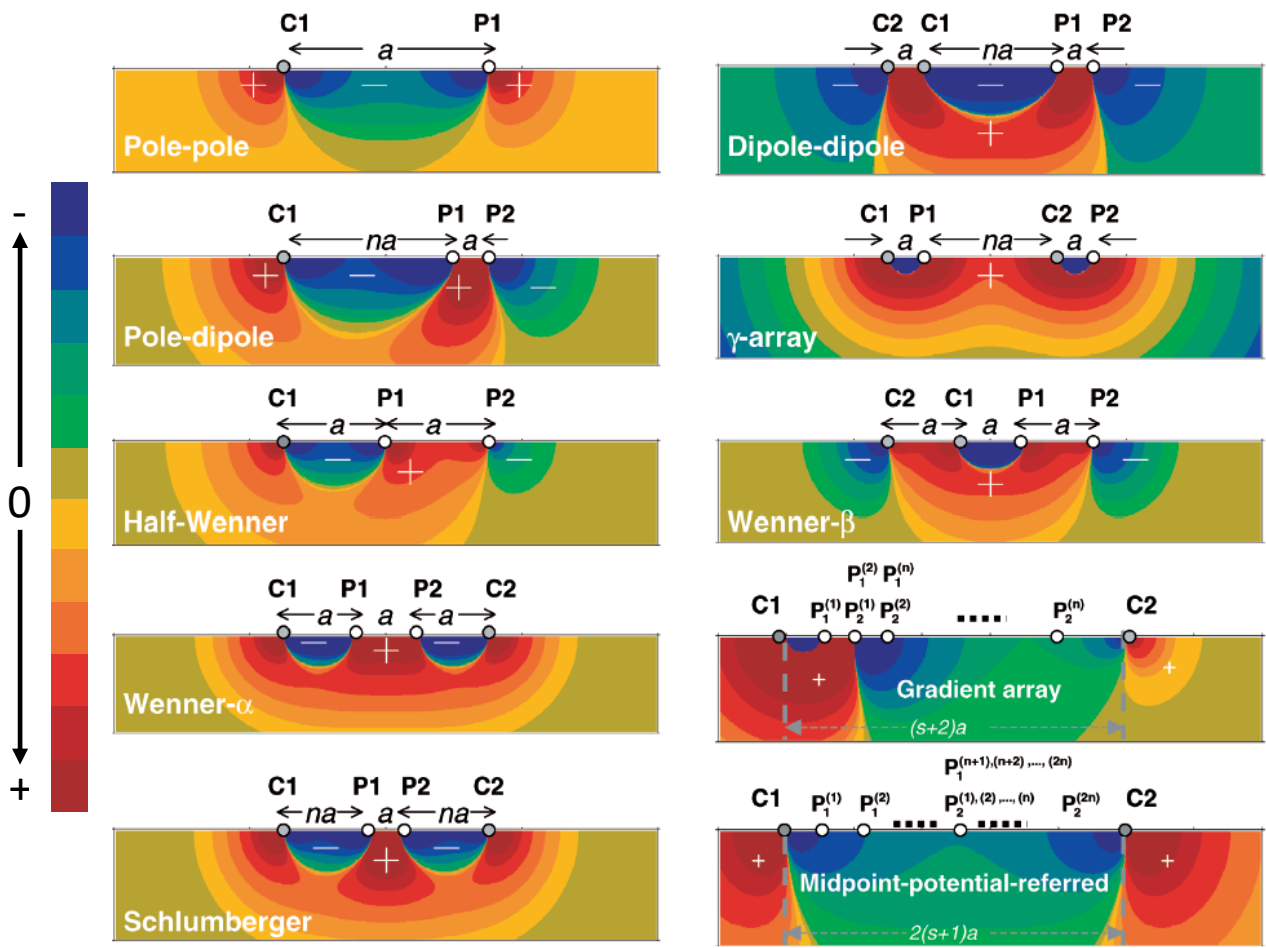 C1 P1
a
+ − +
Pole-pole
C2 C1 P1 P2
a na a
− − −
+
Dipole-dipole
-
0
+
C1 P1 P2
na a
+ − + −
Pole-dipole
C1 P1 C2 P2
a na a
+
γ-array
C1 P1 P2
a a
− + −
Half-Wenner
C2 C1 P1 P2
a a a
− + −
Wenner-β
C1 P1 P2 C2
a a a
− + −
Wenner-α
P1(2) P1(n)
C1 P1(1) P2(1) P2(2) P2(n) C2
+ +
Gradient array
(s+2)a
C1 P1 P2 C2
na a na
− + −
Schlumberger
P1(n+1),(n+2) ,..., (2n)
C1 P1(1) P1(2) P2(1), (2) ,..., (n) P2(2n) C2
+ +
Midpoint-potential-referred
2(s+1)a